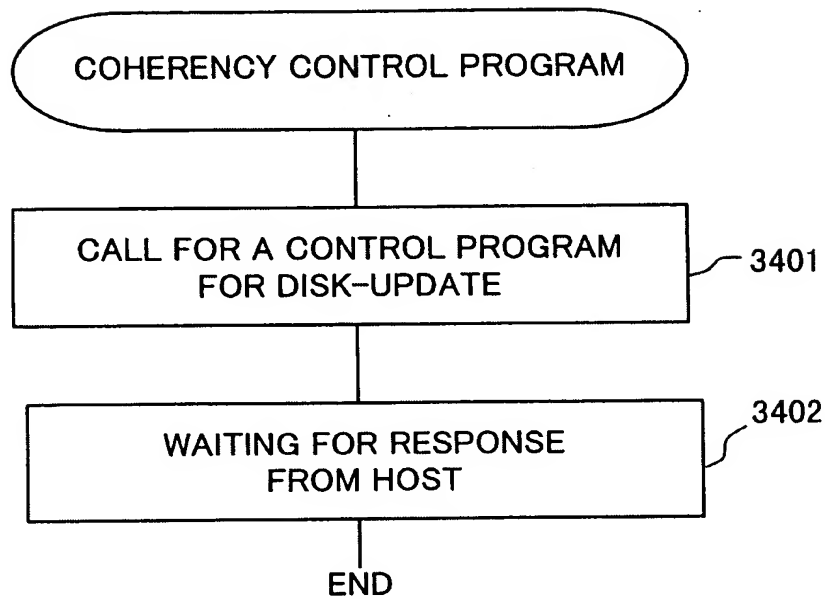 COHERENCY CONTROL PROGRAM
CALL FOR A CONTROL PROGRAM
FOR DISK-UPDATE
3401
WAITING FOR RESPONSE
FROM HOST
3402
END